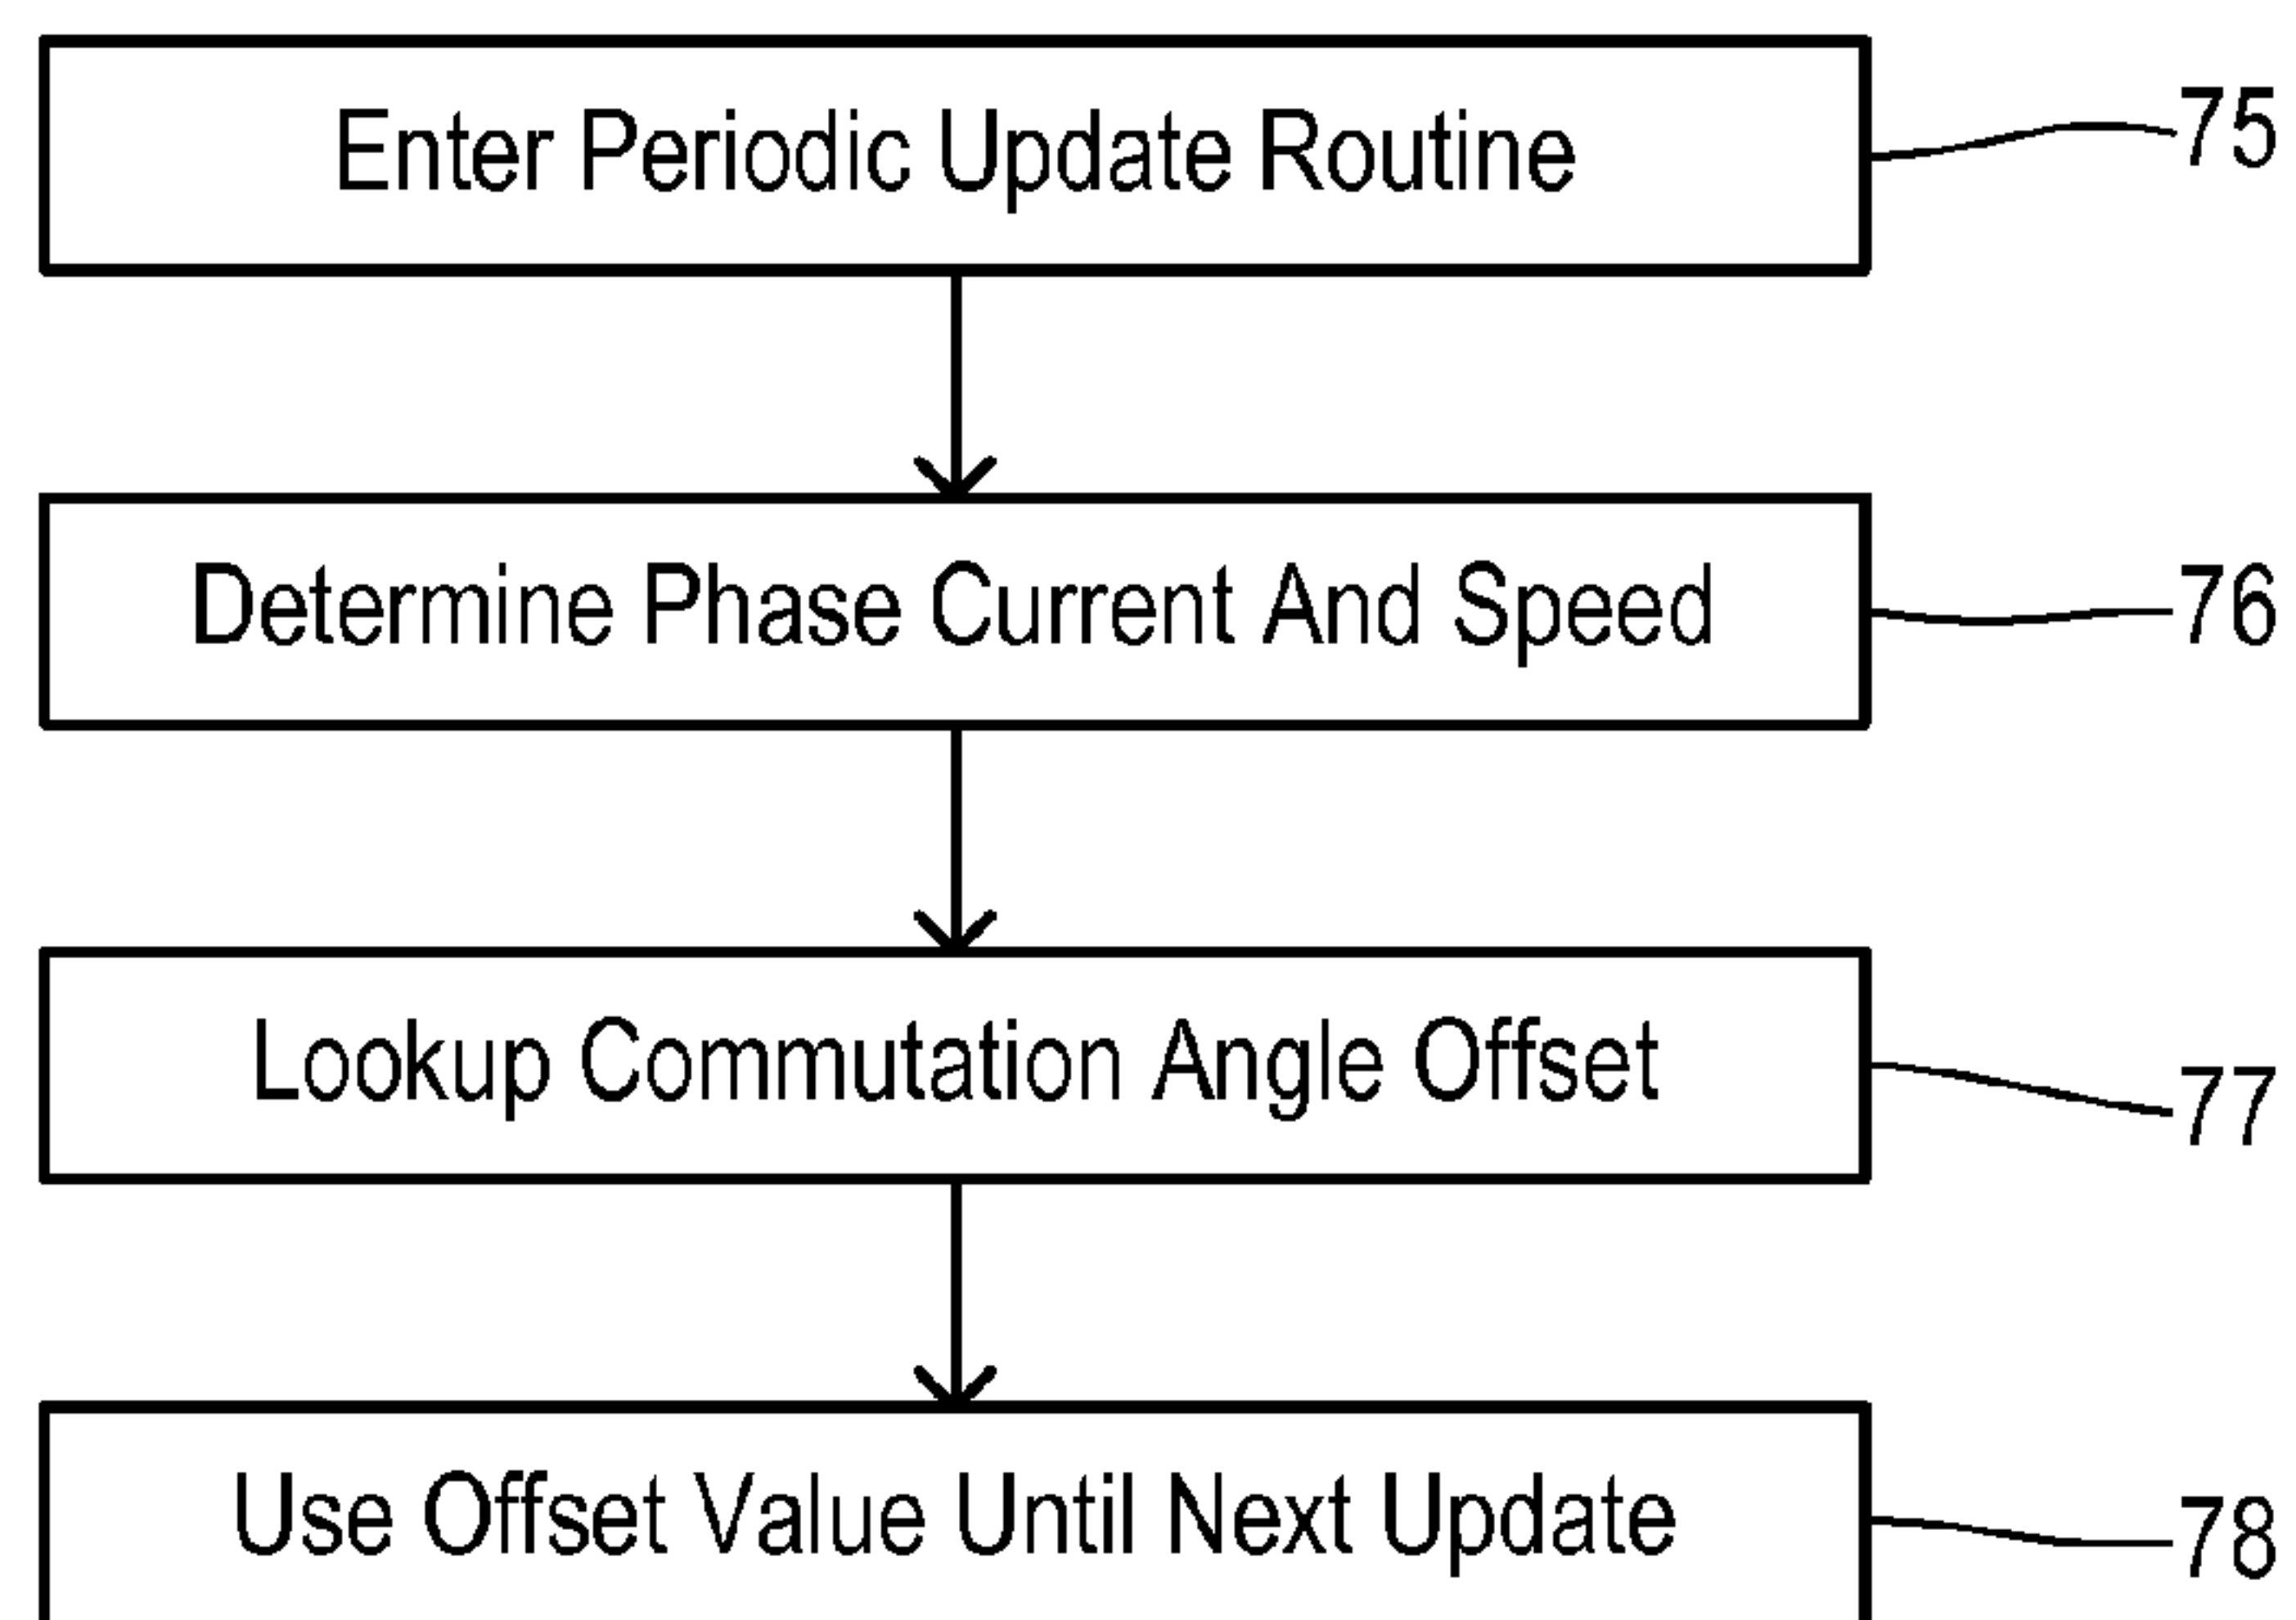 Enter Periodic Update Routine 75
Determine Phase Current And Speed 76
Lookup Commutation Angle Offset 77
Use Offset Value Until Next Update 78